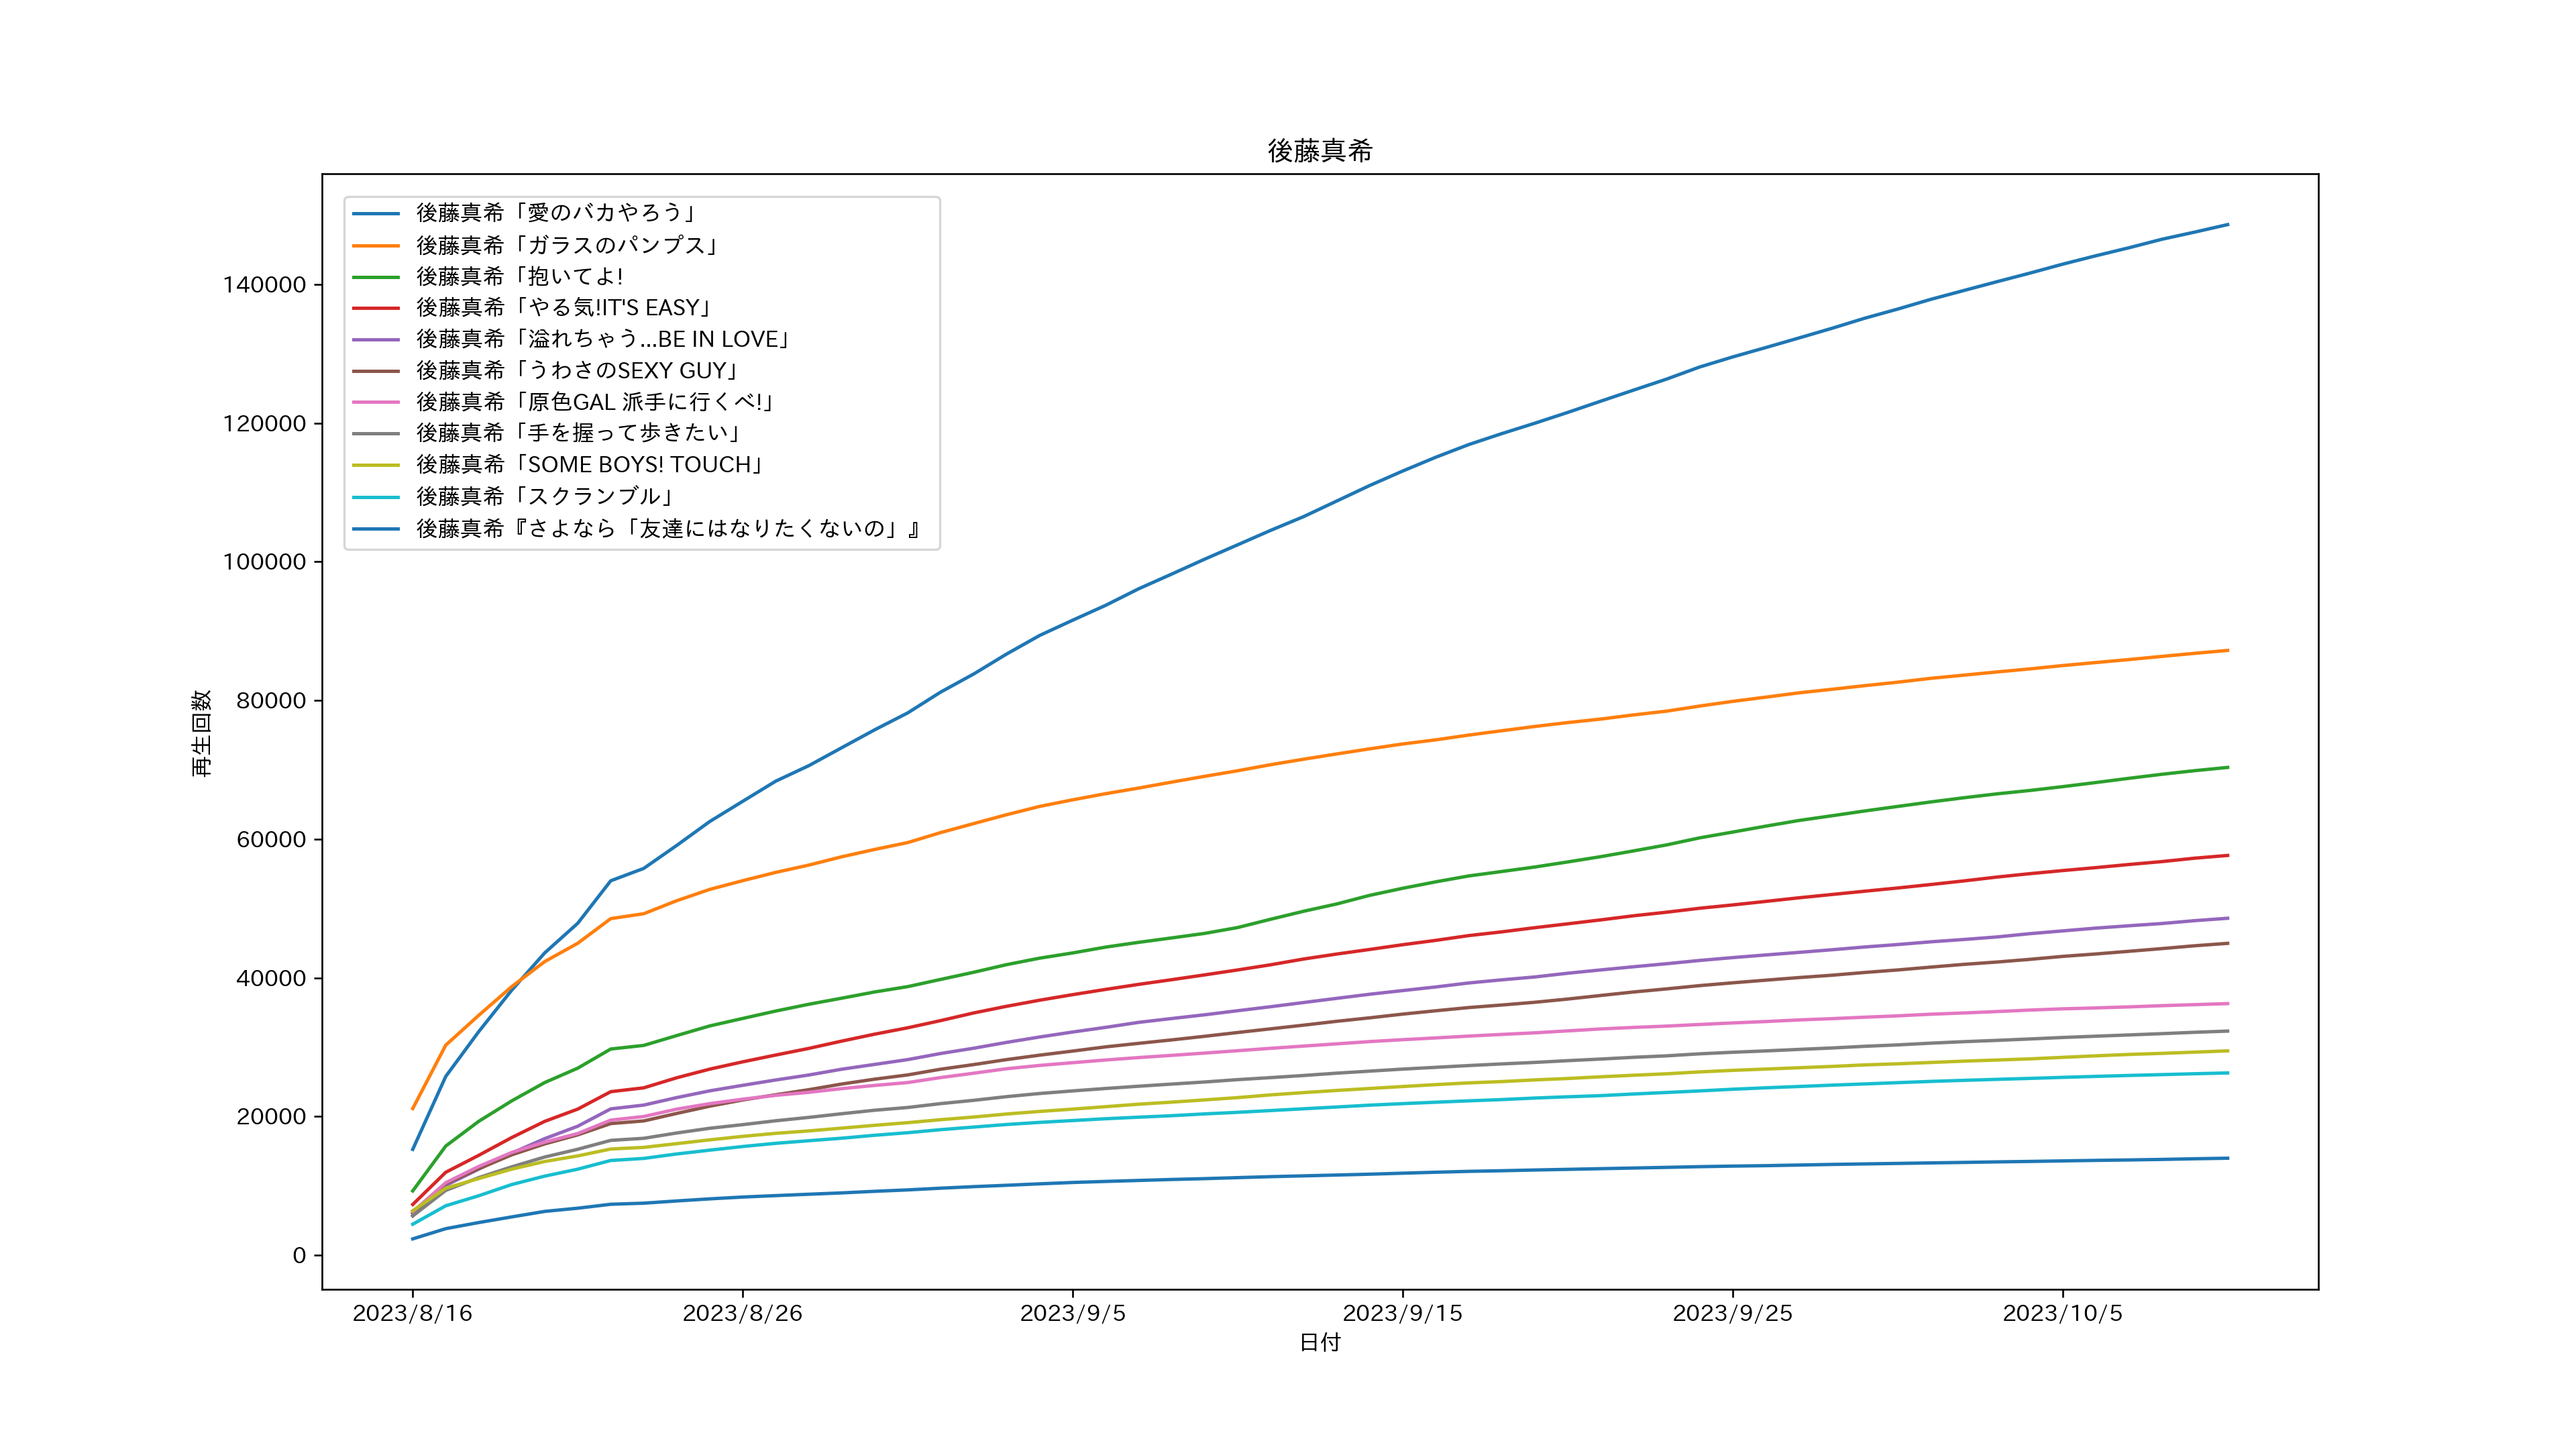 後藤真希
後藤真希「愛のバカやろう」
後藤真希「ガラスのパンプス」
後藤真希「抱いてよ!
後藤真希「やる気!IT'S EASY」
後藤真希「溢れちゃう...BE IN LOVE」
後藤真希「うわさのSEXY GUY」
後藤真希「原色GAL 派手に行くべ!」
後藤真希「手を握って歩きたい」
後藤真希「SOME BOYS! TOUCH」
後藤真希「スクランブル」
後藤真希『さよなら「友達にはなりたくないの」』
再生回数
140000
120000
100000
80000
60000
40000
20000
0
2023/8/16 2023/8/26 2023/9/5 2023/9/15 2023/9/25 2023/10/5
日付